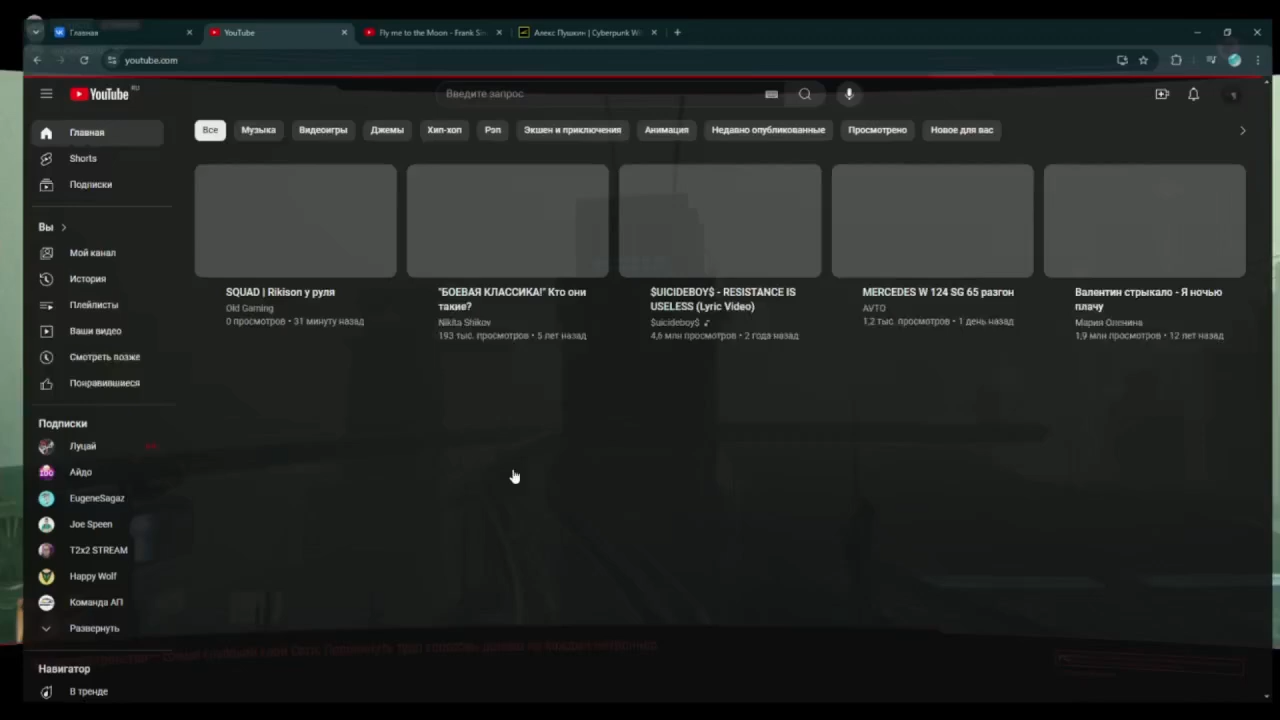 Главная
YouTube
Fly me to the Moon - Frank Si
Алекс Пушкин | Cyberpunk Wi
youtube.com
YouTube RU
Введите запрос
Все
Музыка
Видеоигры
Джемы
Хип-хоп
Рэп
Экшен и приключения
Анимация
Недавно опубликованные
Просмотрено
Новое для вас
Главная
Shorts
Подписки
Вы
Мой канал
История
Плейлисты
Ваши видео
Смотреть позже
Понравившиеся
Подписки
Луцай
Айдо
EugeneSagaz
Joe Speen
T2x2 STREAM
Happy Wolf
Команда АП
Развернуть
Навигатор
В тренде
SQUAD | Rikison у руля
Old Gaming
0 просмотров • 31 минуту назад
"БОЕВАЯ КЛАССИКА!" Кто они
такие?
Nikita Shikov
193 тыс. просмотров • 5 лет назад
$UICIDEBOY$ - RESISTANCE IS
USELESS (Lyric Video)
$uicideboy$
4,6 млн просмотров • 2 года назад
MERCEDES W 124 SG 65 разгон
АVТО
1,2 тыс. просмотров • 1 день назад
Валентин стрыкало - Я ночью
плачу
Мария Оленина
1,9 млн просмотров • 12 лет назад